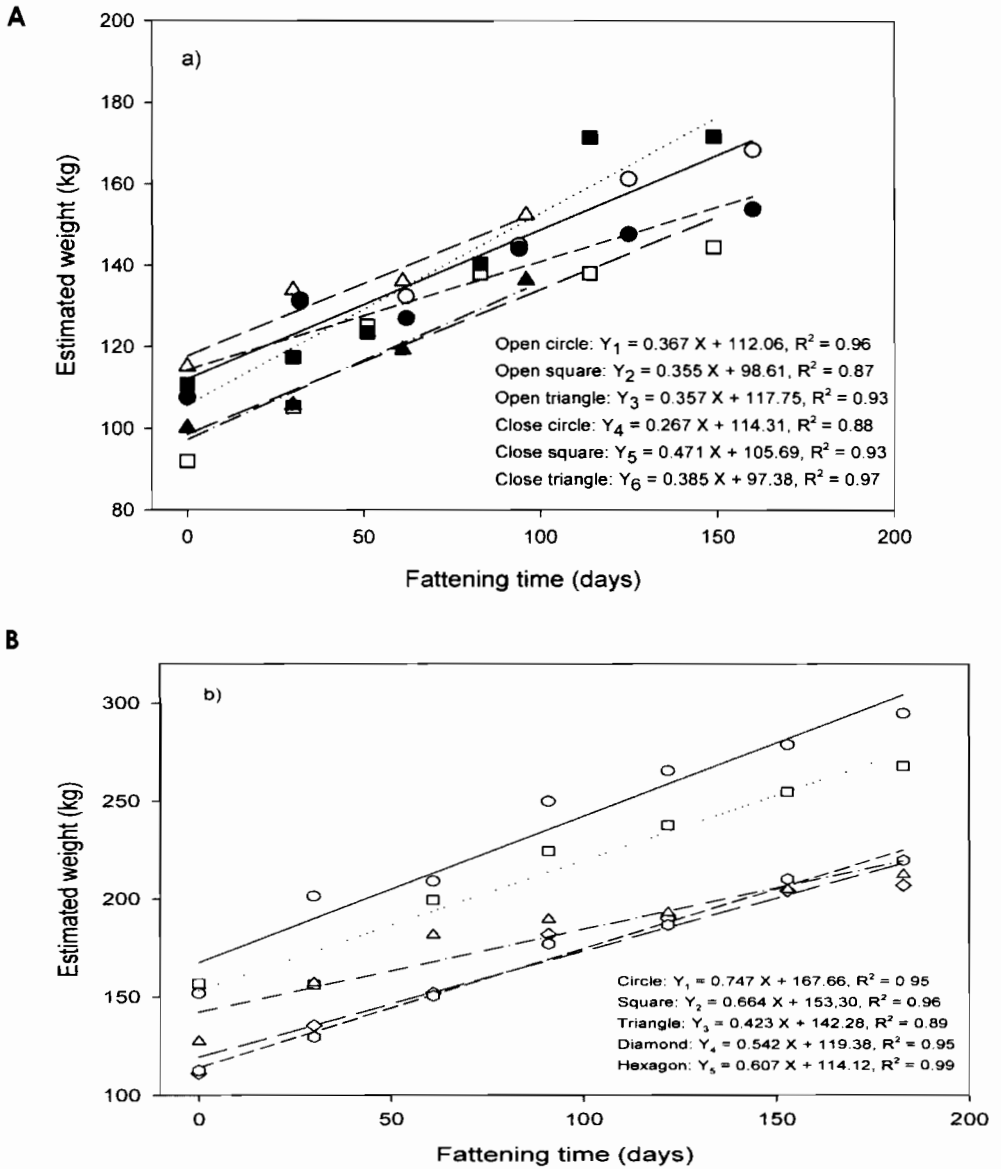 A
a)
200
180
160
140
120
100
80
Estimated weight (kg)
Open circle: Y1 = 0.367 X + 112.06, R2 = 0.96
Open square: Y2 = 0.355 X + 98.61, R2 = 0.87
Open triangle: Y3 = 0.357 X + 117.75, R2 = 0.93
Close circle: Y4 = 0.267 X + 114.31, R2 = 0.88
Close square: Y5 = 0.471 X + 105.69, R2 = 0.93
Close triangle: Y6 = 0.385 X + 97.38, R2 = 0.97
0 50 100 150 200
Fattening time (days)
B
b)
300
250
200
150
100
Estimated weight (kg)
Circle: Y1 = 0.747 X + 167.66, R2 = 0 95
Square: Y2 = 0.664 X + 153,30, R2 = 0.96
Triangle: Y3 = 0.423 X + 142.28, R2 = 0.89
Diamond: Y4 = 0.542 X + 119.38, R2 = 0.95
Hexagon: Y5 = 0.607 X + 114.12, R2 = 0.99
0 50 100 150 200
Fattening time (days)